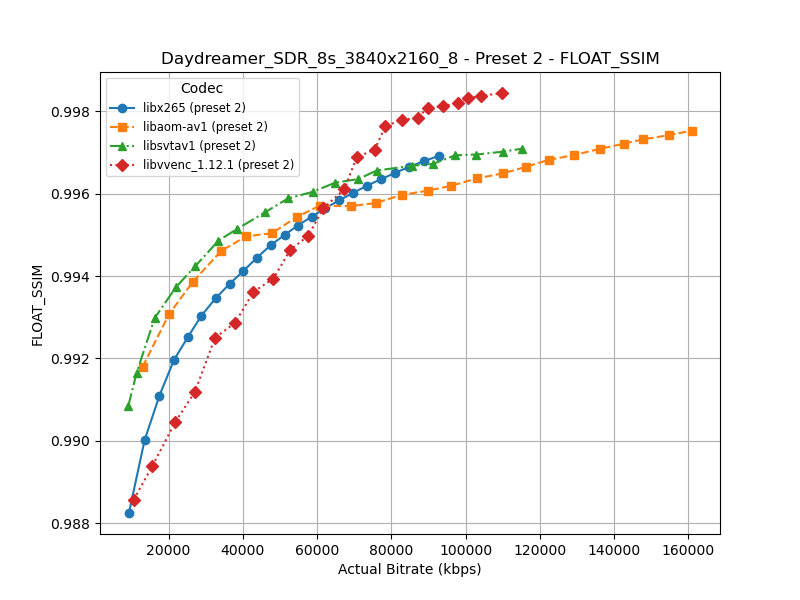 Daydreamer_SDR_8s_3840x2160_8 - Preset 2 - FLOAT_SSIM
Codec
libx265 (preset 2)
libaom-av1 (preset 2)
libsvtav1 (preset 2)
libvvenc_1.12.1 (preset 2)
FLOAT_SSIM
0.998
0.996
0.994
0.992
0.990
0.988
20000 40000 60000 80000 100000 120000 140000 160000
Actual Bitrate (kbps)